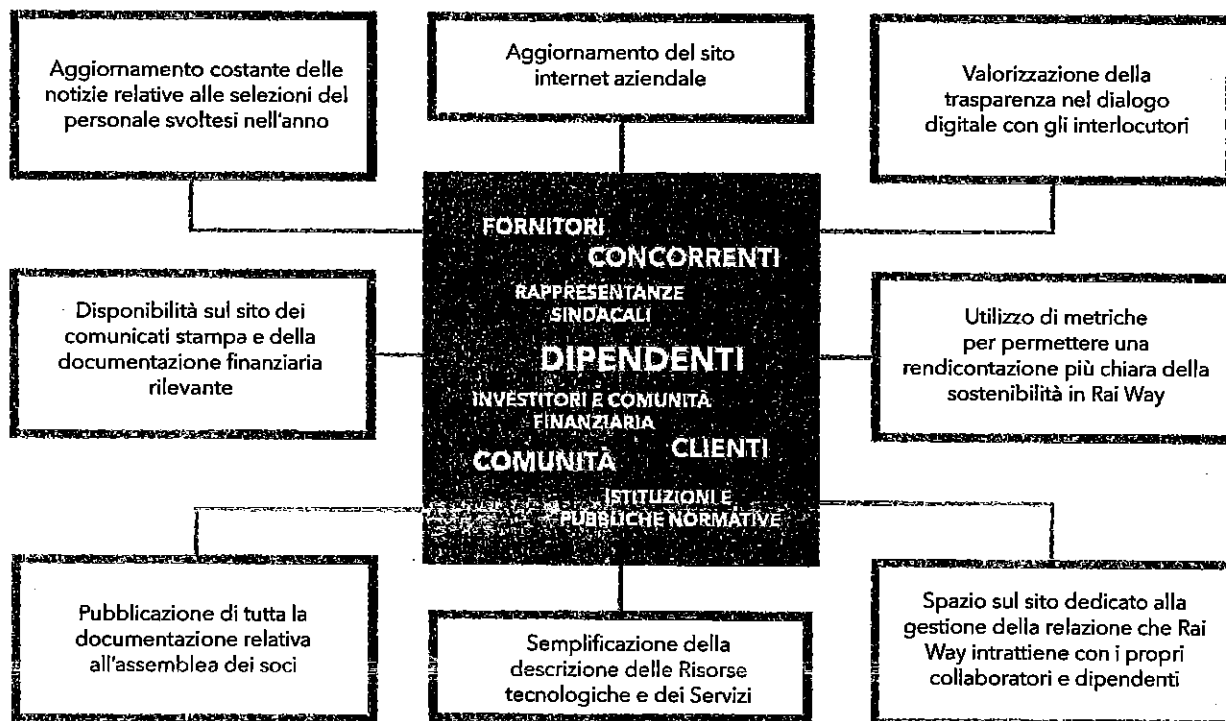 Aggiornamento costante delle
notizie relative alle selezioni del
personale svoltesi nell'anno
Aggiornamento del sito
internet aziendale
Valorizzazione della
trasparenza nel dialogo
digitale con gli interlocutori
FORNITORI
CONCORRENTI
RAPPRESENTANZE
SINDACALI
DIPENDENTI
INVESTITORI E COMUNITÀ
FINANZIARIA
CLIENTI
COMUNITÀ
ISTITUZIONI E
PUBBLICHE NORMATIVE
Disponibilità sul sito dei
comunicati stampa e della
documentazione finanziaria
rilevante
Utilizzo di metriche
per permettere una
rendicontazione più chiara della
sostenibilità in Rai Way
Pubblicazione di tutta la
documentazione relativa
all'assemblea dei soci
Semplificazione della
descrizione delle Risorse
tecnologiche e dei Servizi
Spazio sul sito dedicato alla
gestione della relazione che Rai
Way intrattiene con i propri
collaboratori e dipendenti